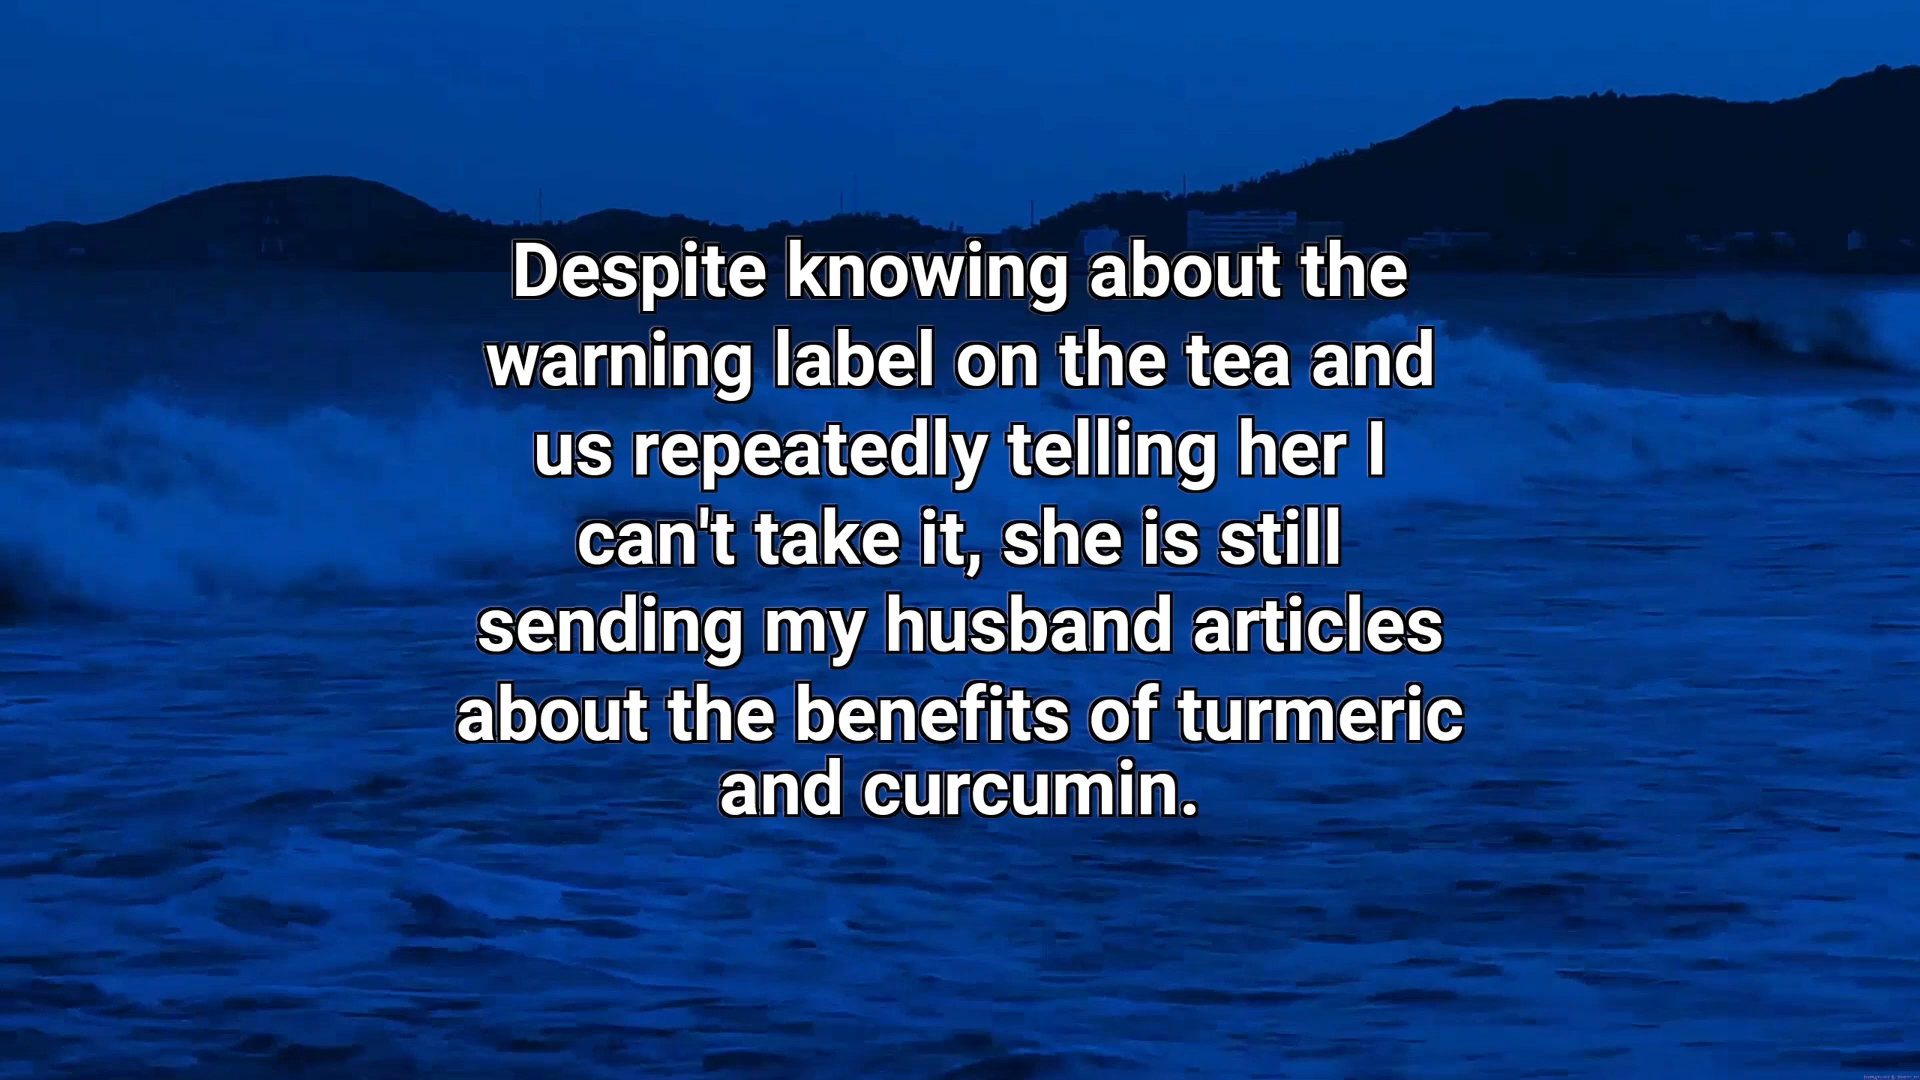 Despite knowing about the
warning label on the tea and
us repeatedly telling her I
can't take it, she is still
sending my husband articles
about the benefits of turmeric
and curcumin.